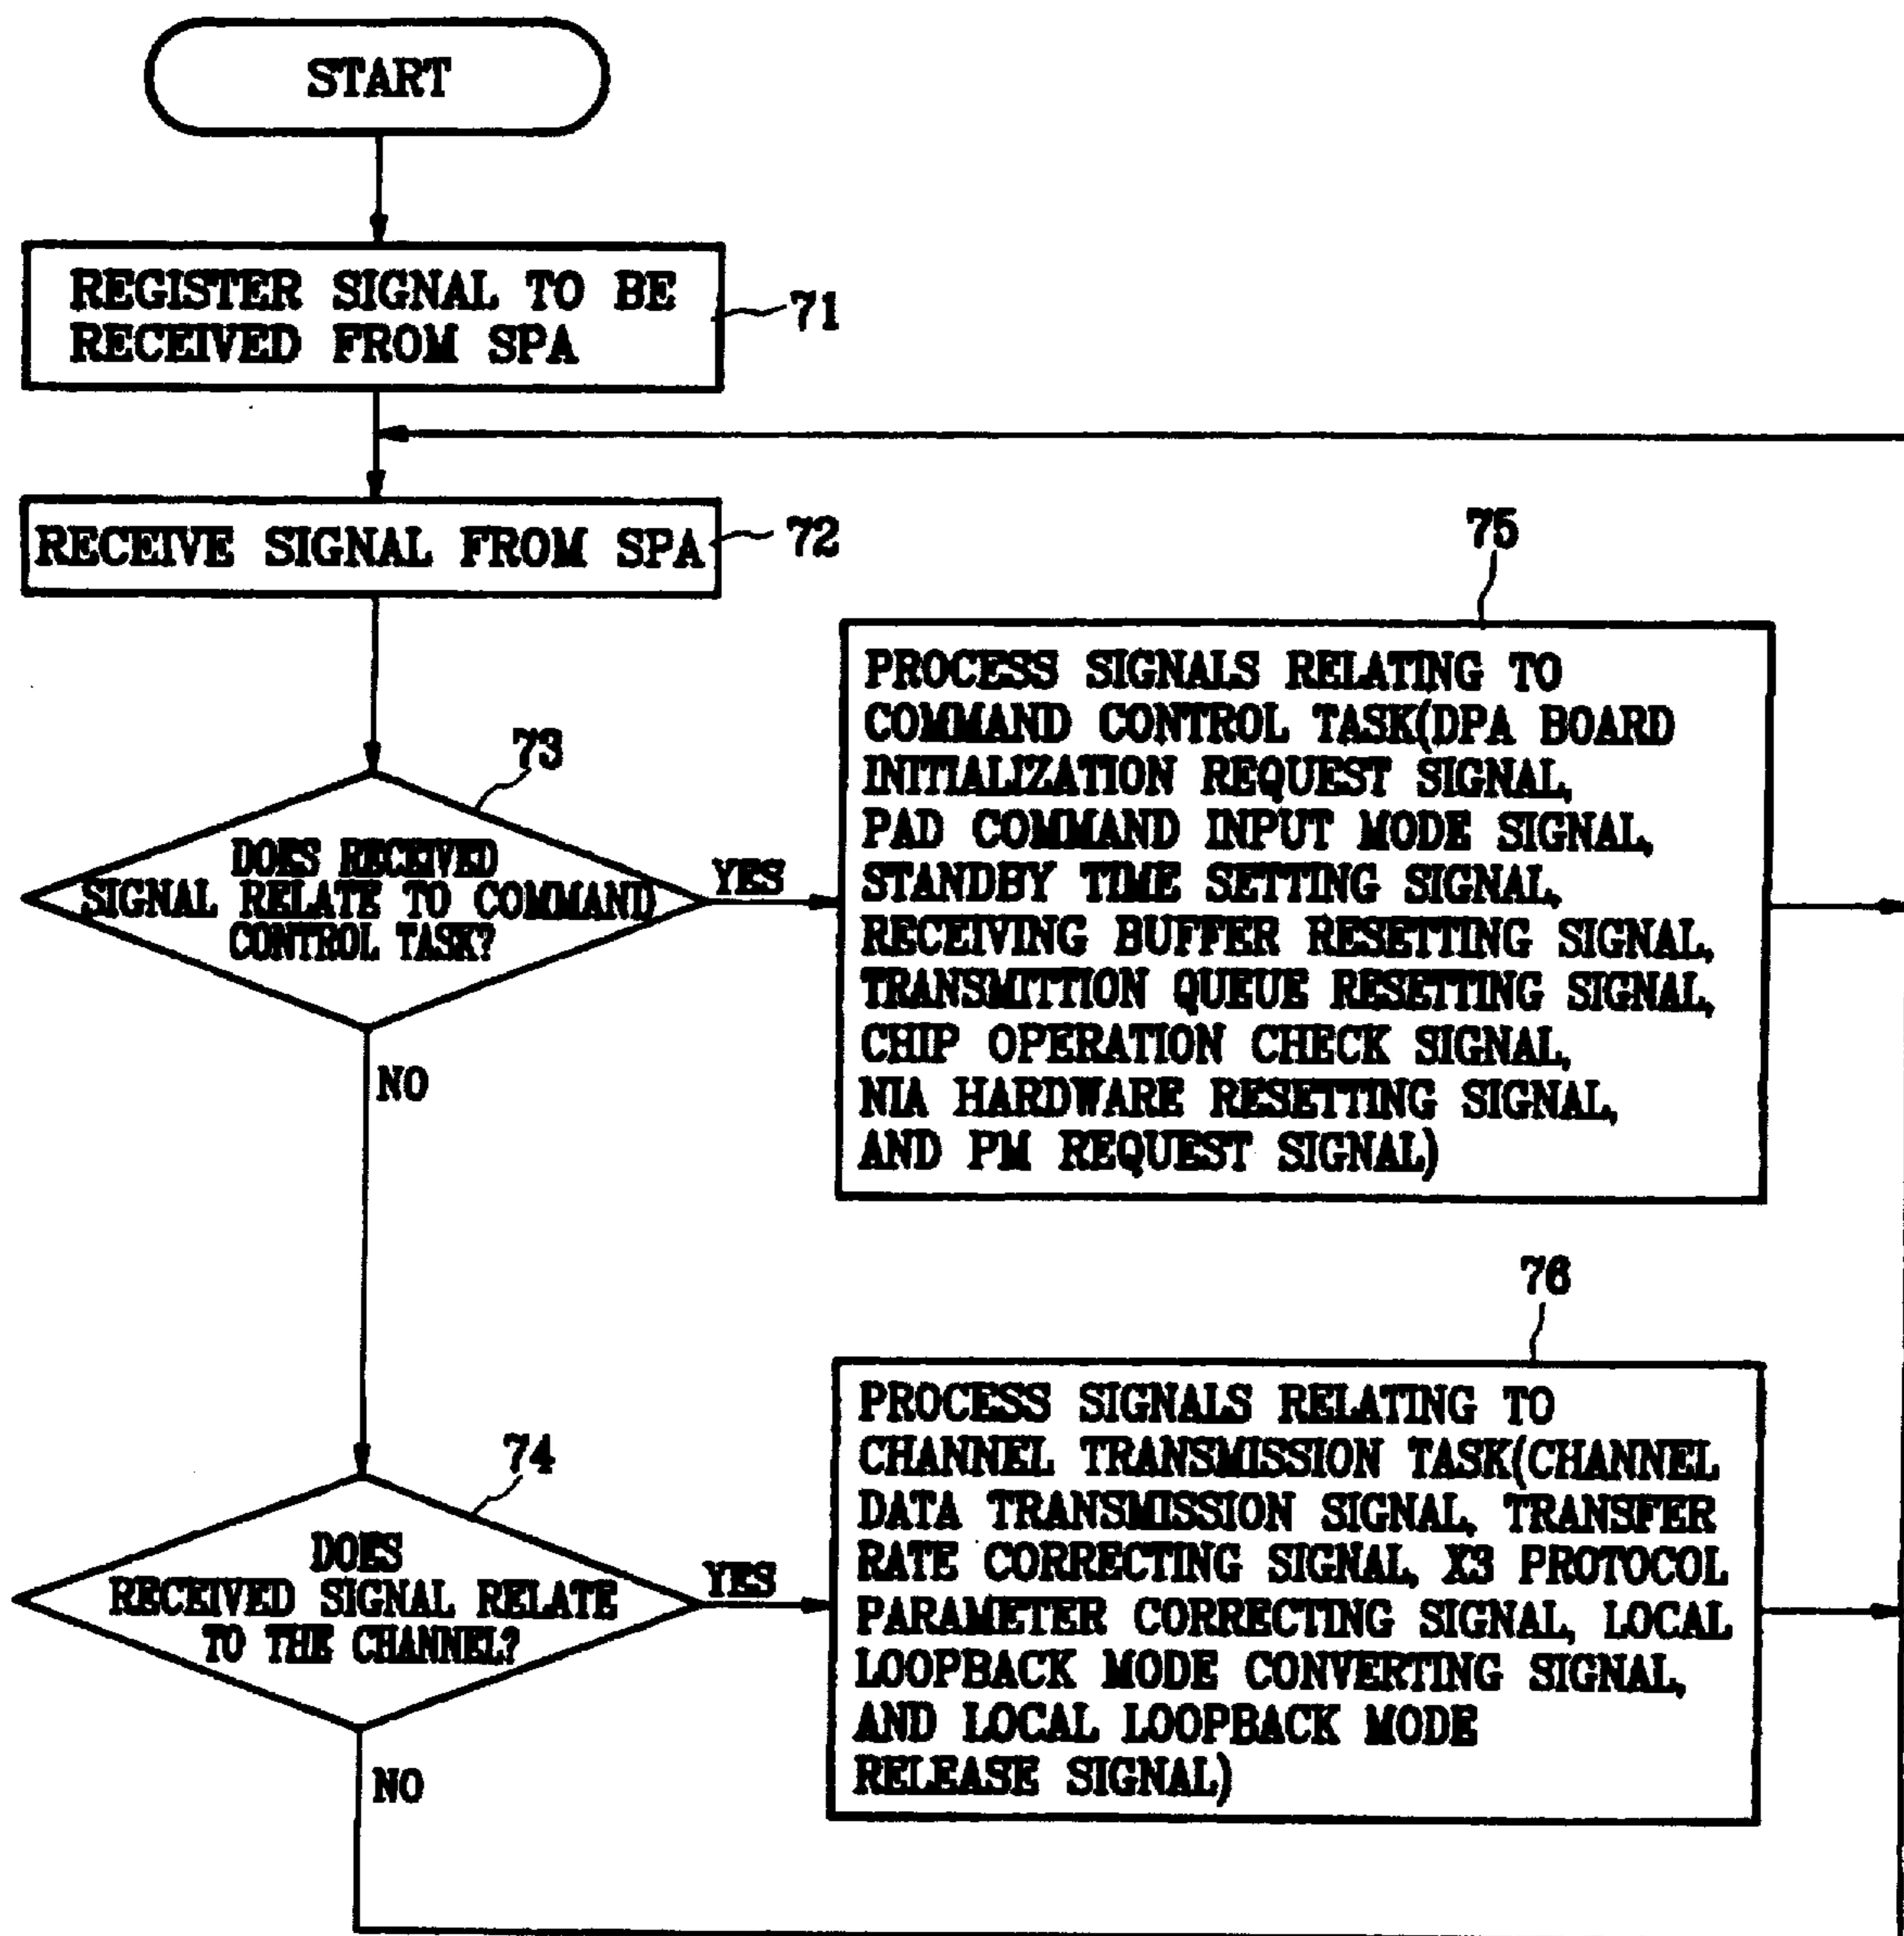 START
REGISTER SIGNAL TO BE
RECEIVED FROM SPA
71
RECEIVE SIGNAL FROM SPA
72
73
DOES RECEIVED
SIGNAL RELATE TO COMMAND
CONTROL TASK?
YES
NO
75
PROCESS SIGNALS RELATING TO
COMMAND CONTROL TASK(DPA BOARD
INITIALIZATION REQUEST SIGNAL,
PAD COMMAND INPUT MODE SIGNAL,
STANDBY TIME SETTING SIGNAL,
RECEIVING BUFFER RESETTING SIGNAL,
TRANSMITTION QUEUE RESETTING SIGNAL,
CHIP OPERATION CHECK SIGNAL,
NIA HARDWARE RESETTING SIGNAL,
AND PM REQUEST SIGNAL)
74
DOES
RECEIVED SIGNAL RELATE
TO THE CHANNEL?
YES
NO
76
PROCESS SIGNALS RELATING TO
CHANNEL TRANSMISSION TASK(CHANNEL
DATA TRANSMISSION SIGNAL, TRANSFER
RATE CORRECTING SIGNAL, X3 PROTOCOL
PARAMETER CORRECTING SIGNAL, LOCAL
LOOPBACK MODE CONVERTING SIGNAL,
AND LOCAL LOOPBACK MODE
RELEASE SIGNAL)